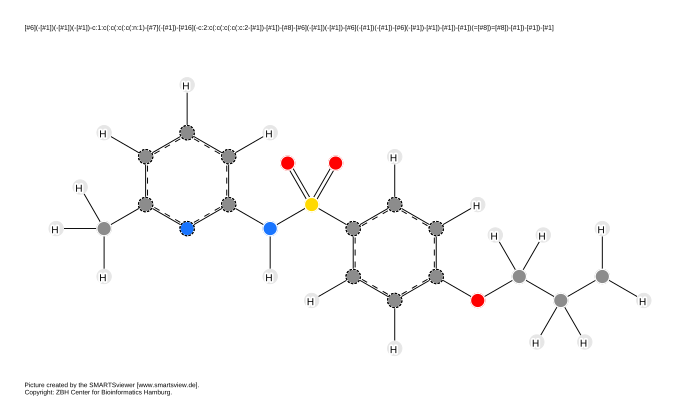 [#6](-[#1])(-[#1])(-[#1])-c:1:c(:c(:c(:c(:n:1)-[#7](-[#1])-[#16](-c:2:c(:c(:c(:c(:c:2-[#1])-[#1])-[#8]-[#6](-[#1])(-[#1])-[#6](-[#1])(-[#1])-[#6](-[#1])-[#1])-[#1])-[#1])(=[#8])=[#8])-[#1])-[#1])-[#1]
H
H H
H
H H
H
H H H
H
H H
H
H H
H
Picture created by the SMARTSviewer [www.smartsview.de].
Copyright: ZBH Center for Bioinformatics Hamburg.